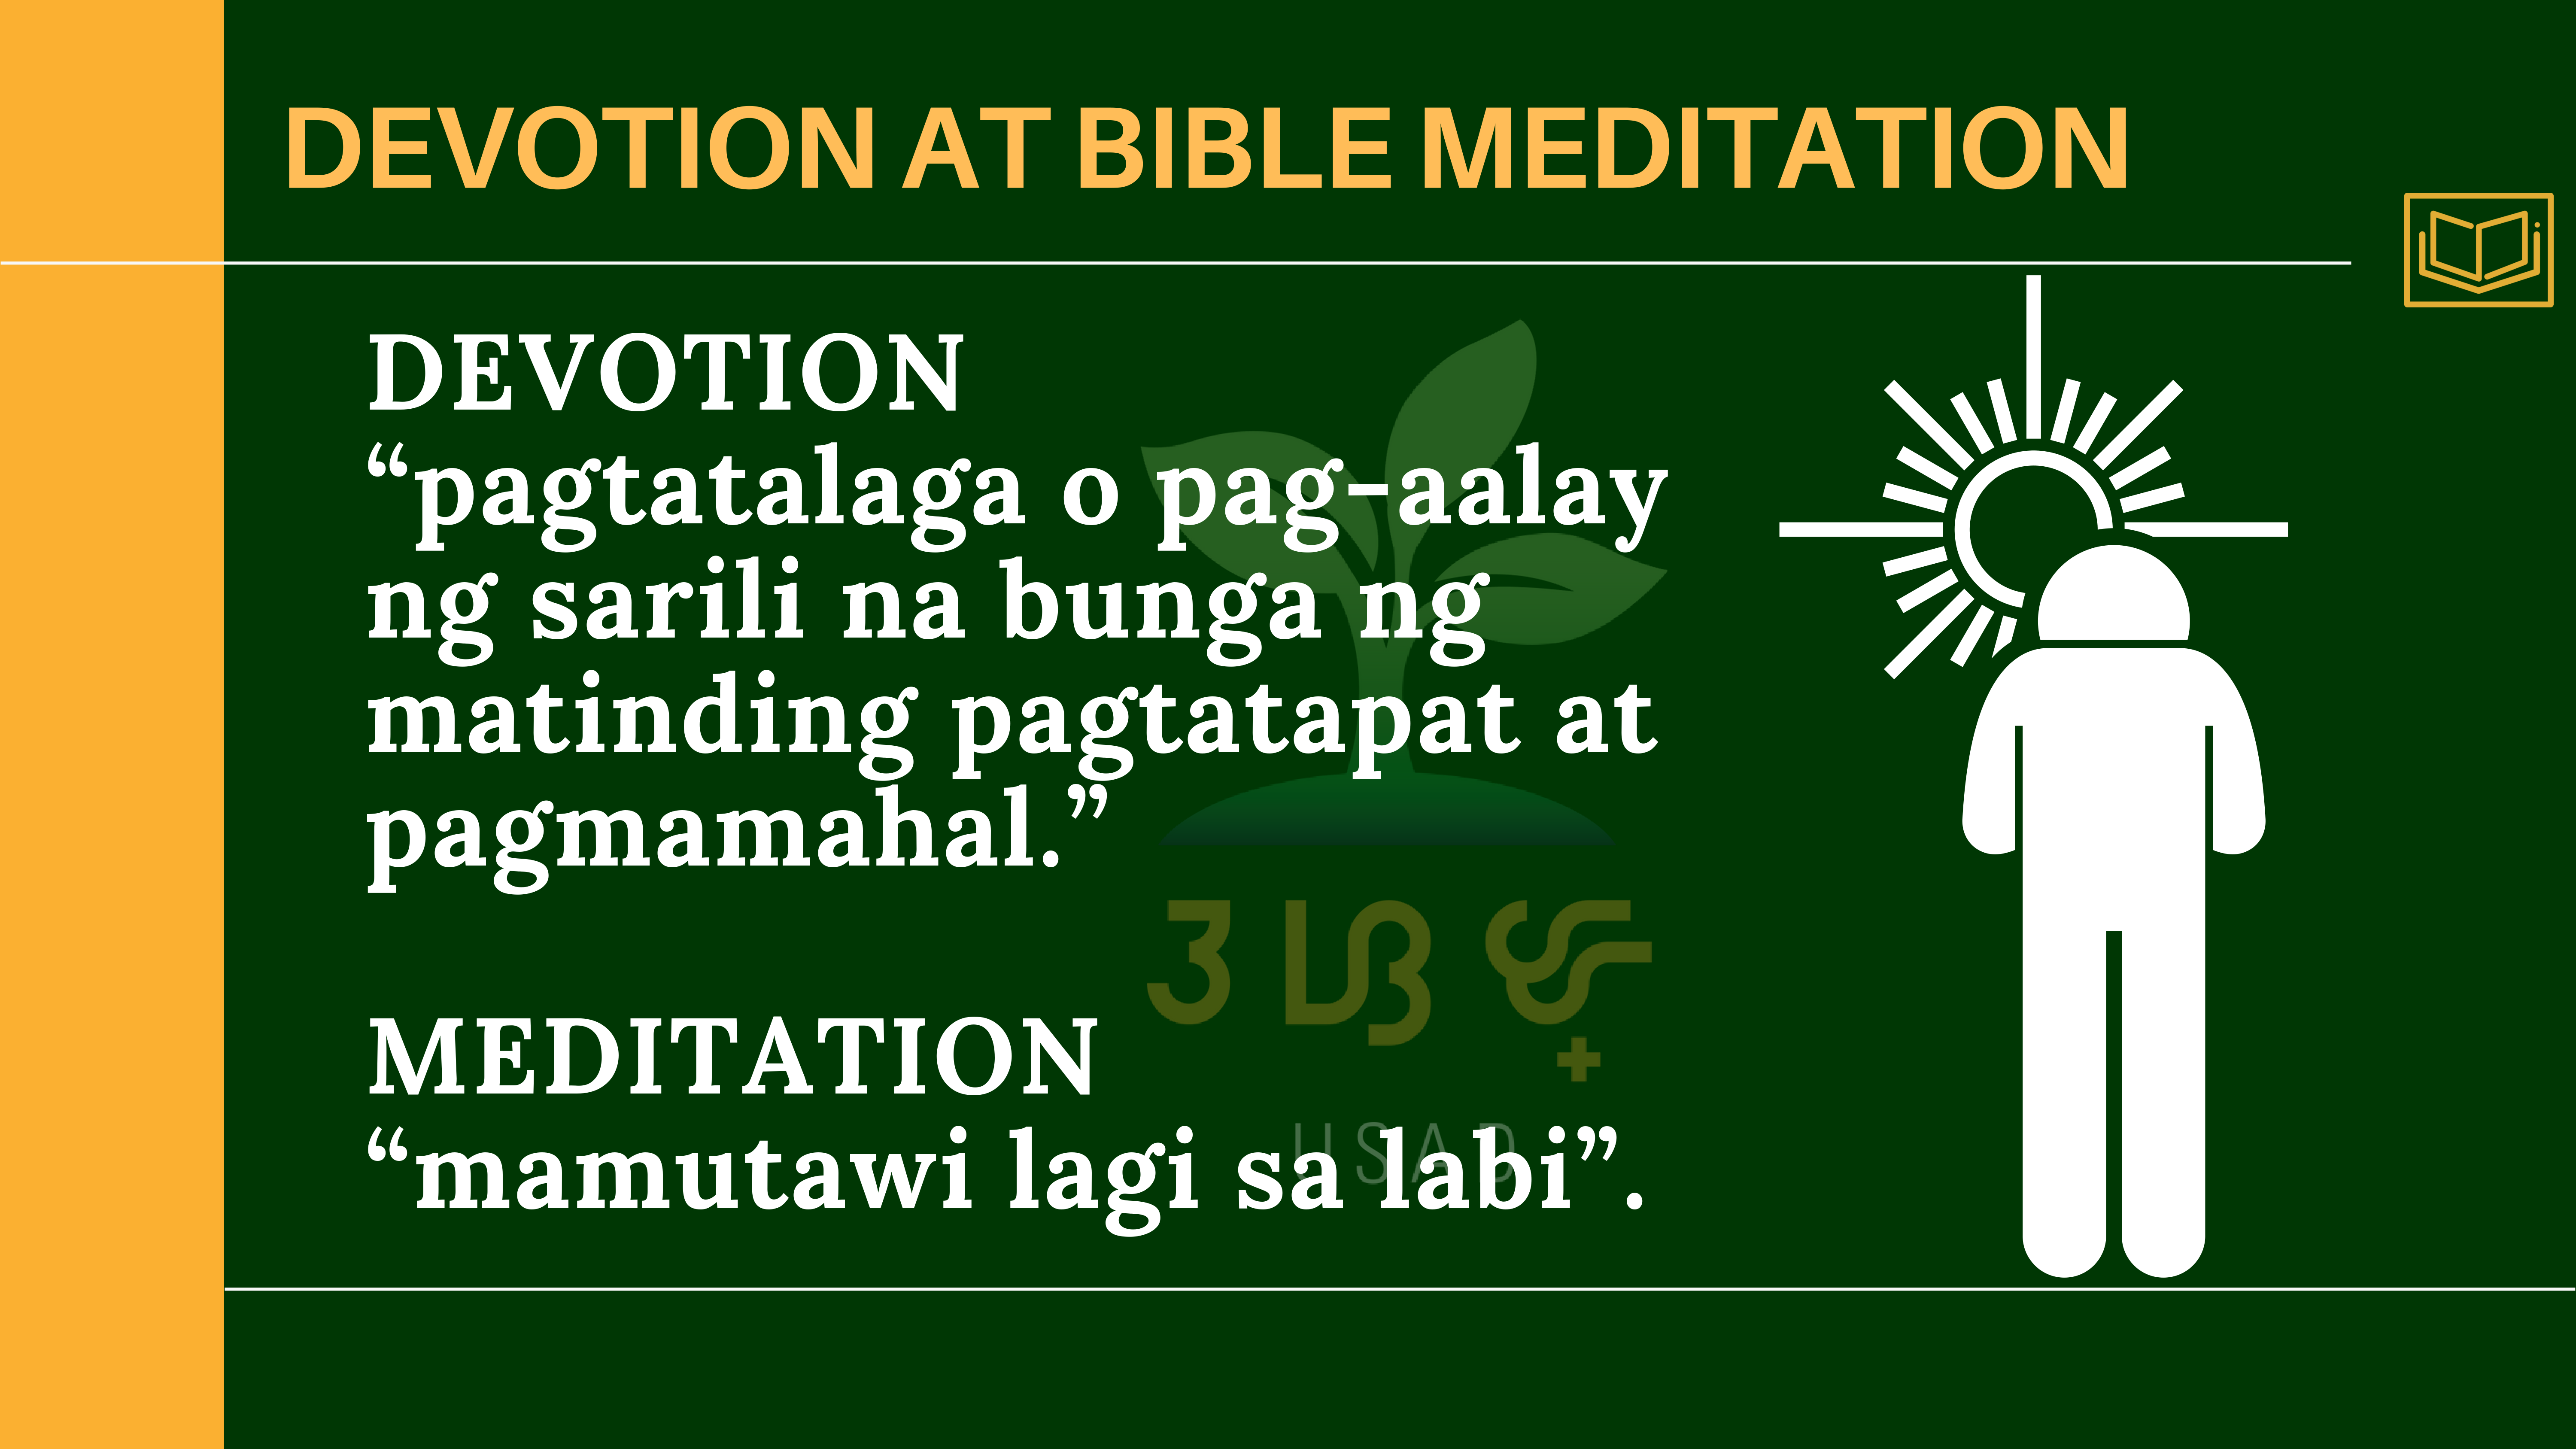 DEVOTION AT BIBLE MEDITATION
DEVOTION
“pagtatalaga o pag-aalay
ng sarili na bunga ng
matinding pagtatapat at
pagmamahal.”
ᜂ ᜐ ᜇ᜔
MEDITATION
USAD
“mamutawi lagi sa labi”.